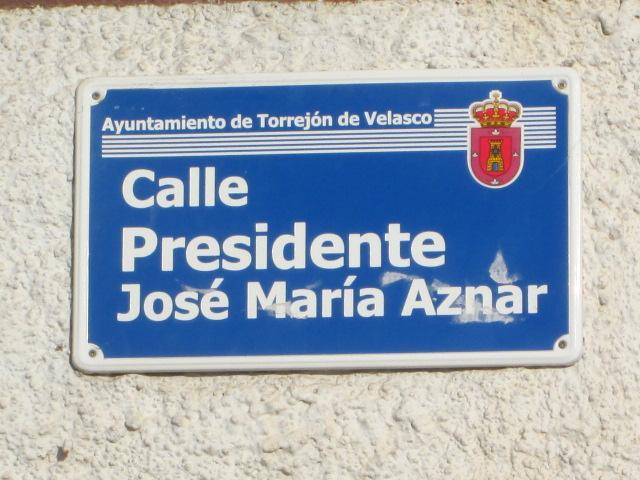 Ayuntamiento de Torrejón de Velasco
Calle
Presidente
José María Aznar